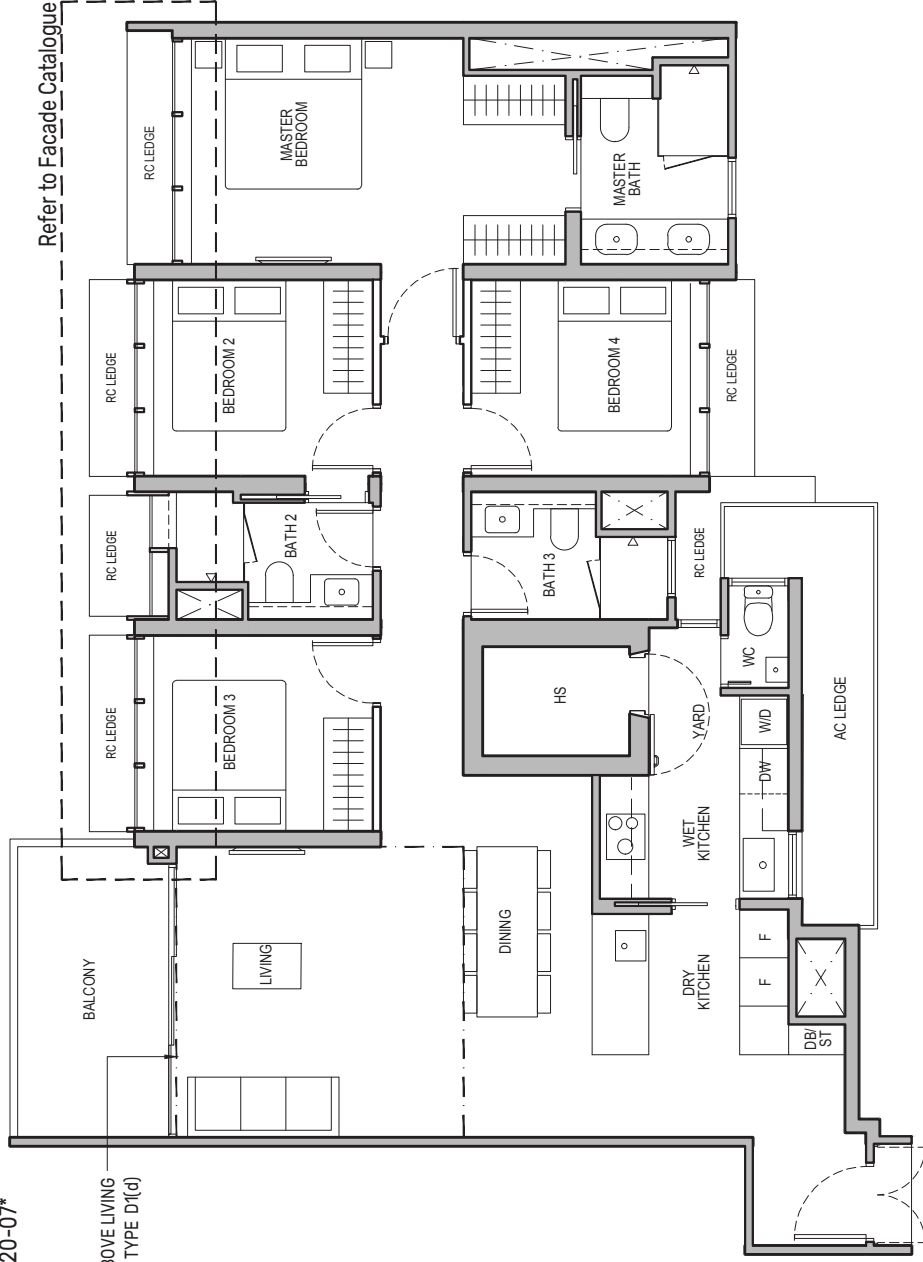 Refer to Facade Catalogue
RC LEDGE
MASTER
BEDROOM
MASTER
BATH
RC LEDGE
BEDROOM 2
BEDROOM 4
RC LEDGE
RC LEDGE
BATH 2
BATH 3
RC LEDGE
RC LEDGE
BEDROOM 3
HS
YARD
WC
W/D
DW
AC LEDGE
WET
KITCHEN
BALCONY
LIVING
DINING
DRY
KITCHEN
F
F
DB/
ST
20-07*
BOVE LIVING
TYPE D1(d)